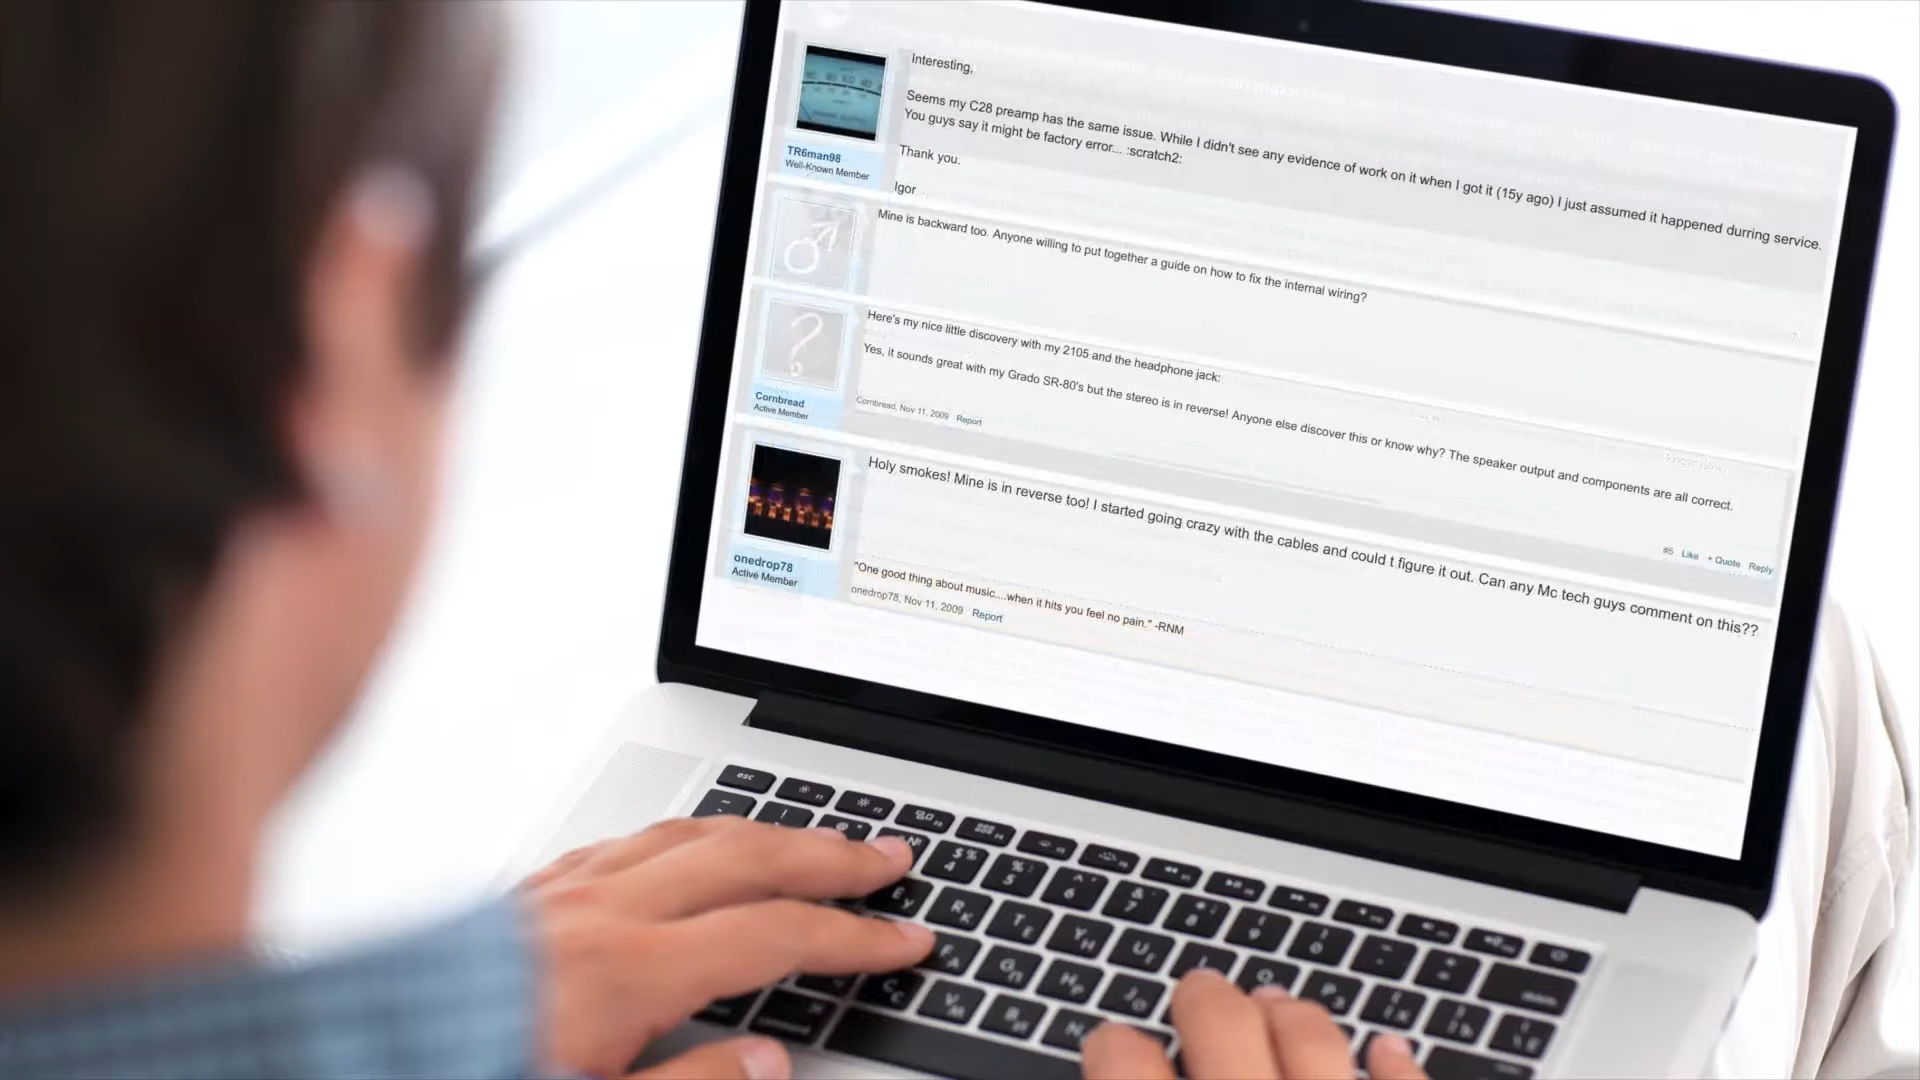 Interesting,
Seems my C28 preamp has the same issue. While I didn't see any evidence of work on it when I got it (15y ago) I just assumed it happened durring service.
You guys say it might be factory error... :scratch2:
Thank you.
Igor
TR6man98
Well-Known Member
Mine is backward too. Anyone willing to put together a guide on how to fix the internal wiring?
Here's my nice little discovery with my 2105 and the headphone jack:
Yes, it sounds great with my Grado SR-80's but the stereo is in reverse! Anyone else discover this or know why? The speaker output and components are all correct.
Cornbread
Active Member
Cornbread, Nov 11, 2009 Report
#5 Like + Quote Reply
Holy smokes! Mine is in reverse too! I started going crazy with the cables and could t figure it out. Can any Mc tech guys comment on this??
onedrop78
Active Member
"One good thing about music....when it hits you feel no pain." -RNM
onedrop78, Nov 11, 2009 Report
esc